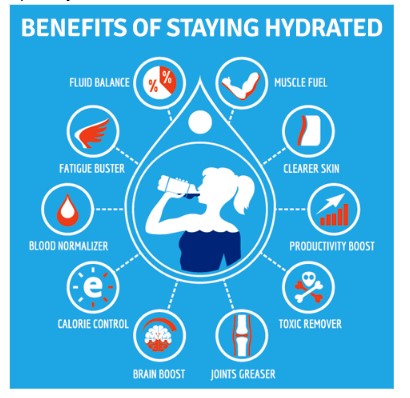 BENEFITS OF STAYING HYDRATED
FLUID BALANCE
%
%
MUSCLE FUEL
FATIGUE BUSTER
CLEARER SKIN
BLOOD NORMALIZER
PRODUCTIVITY BOOST
e
CALORIE CONTROL
TOXIC REMOVER
BRAIN BOOST
JOINTS GREASER